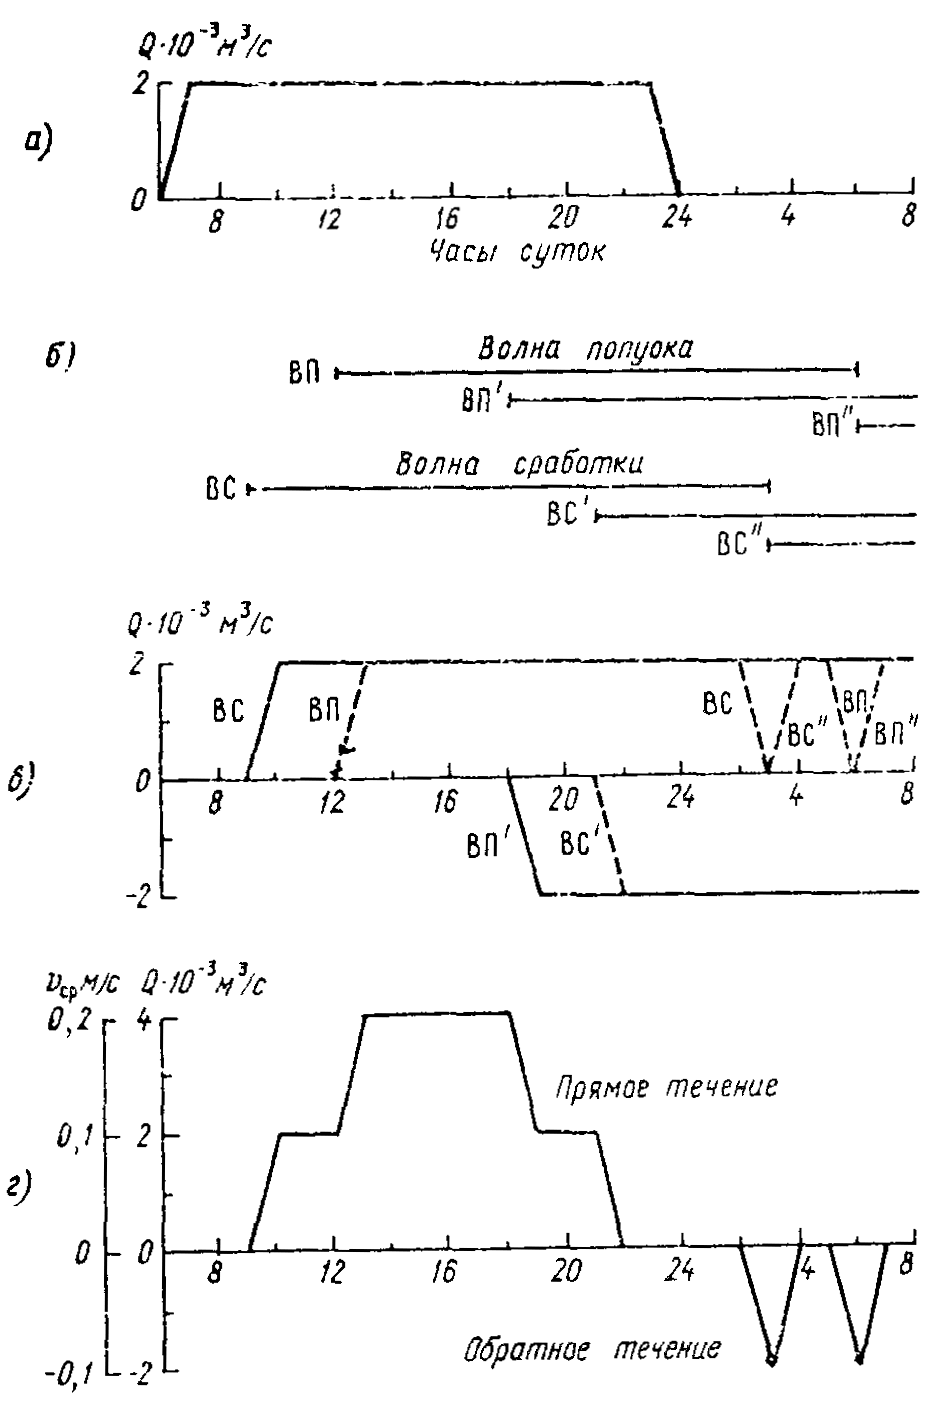 Q·10⁻³ м³/с
2
а)
0
8 12 16 20 24 4 8
Часы суток
б)
Волна попуока
ВП
ВП′
ВП″
Волна сработки
ВС
ВС′
ВС″
Q·10⁻³ м³/с
2
ВС ВП ВС ВС″ ВП ВП″
б)
0
8 12 16 20 24 4 8
ВП′ ВС′
-2
vср м/с Q·10⁻³ м³/с
0,2 4
Прямое течение
0,1 2
г)
0 0
8 12 16 20 24 4 8
Обратное течение
-0,1 -2